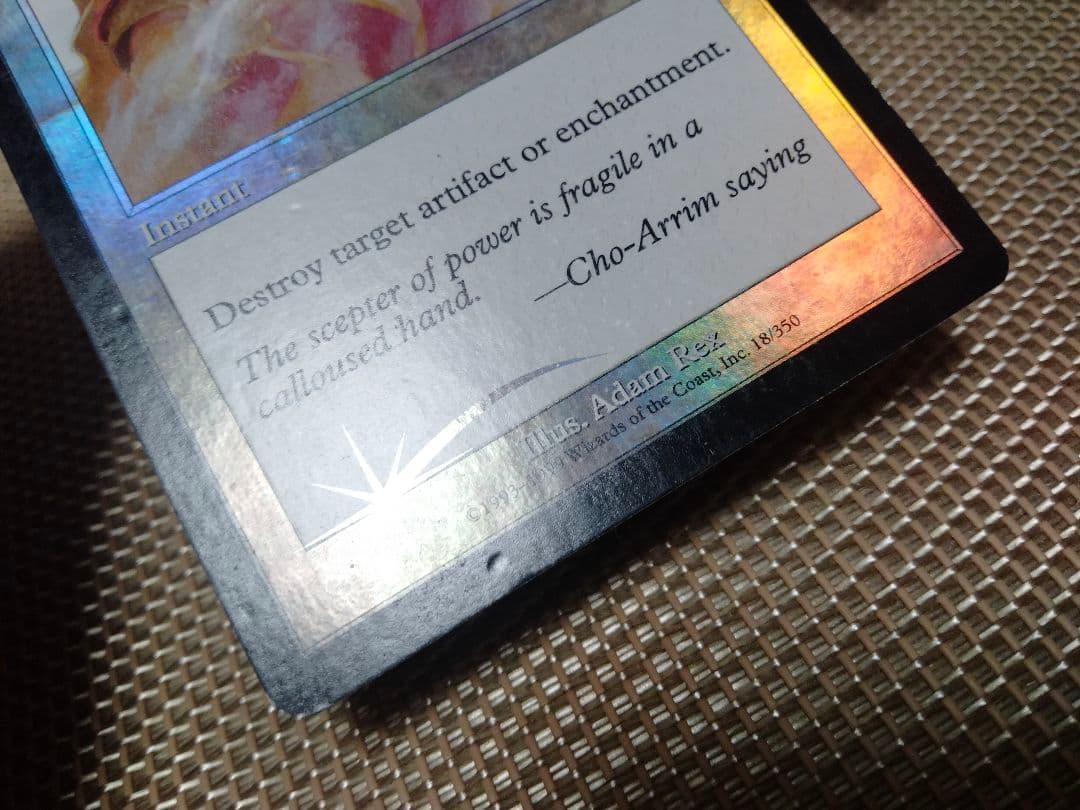 Instant
Destroy target artifact or enchantment.
The scepter of power is fragile in a
calloused hand.
—Cho-Arrim saying
Illus. Adam Rex
Wizards of the Coast, Inc. 18/350